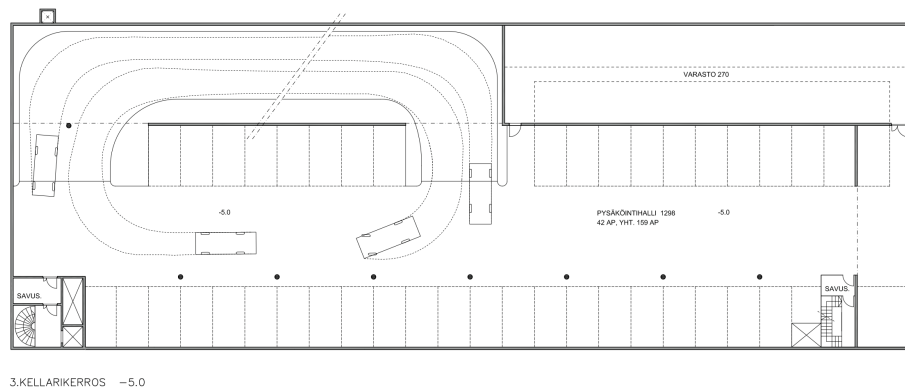 VARASTO 270
-5.0
PYSÄKÖINTIHALLI 1298 -5.0
42 AP, YHT. 159 AP
SAVUS.
SAVUS.
3.KELLARIKERROS -5.0